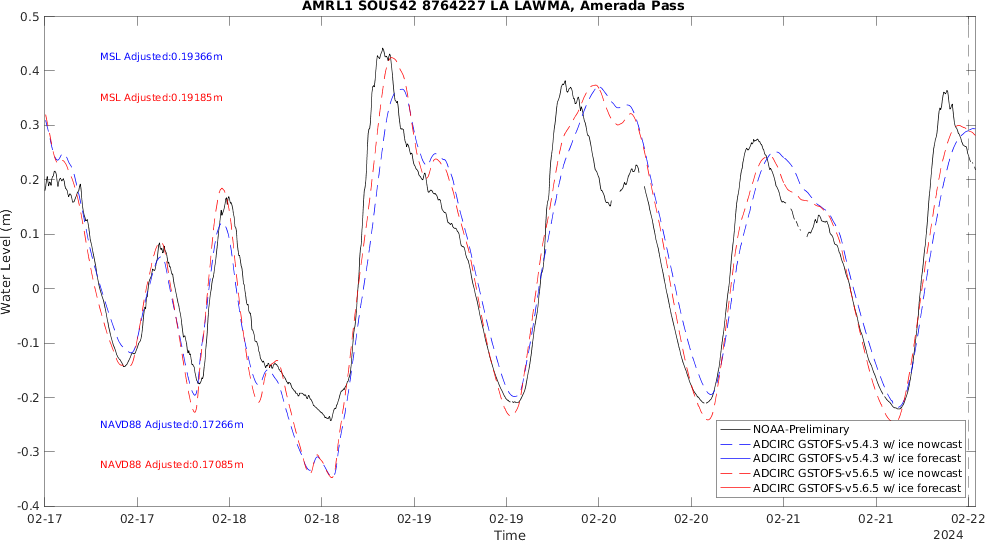 AMRL1 SOUS42 8764227 LA LAWMA, Amerada Pass
0.5
0.4
0.3
0.2
0.1
0
-0.1
-0.2
-0.3
-0.4
Water Level (m)
MSL Adjusted:0.19366m
MSL Adjusted:0.19185m
NAVD88 Adjusted:0.17266m
NAVD88 Adjusted:0.17085m
NOAA-Preliminary
ADCIRC GSTOFS-v5.4.3 w/ ice nowcast
ADCIRC GSTOFS-v5.4.3 w/ ice forecast
ADCIRC GSTOFS-v5.6.5 w/ ice nowcast
ADCIRC GSTOFS-v5.6.5 w/ ice forecast
02-17 02-17 02-18 02-18 02-19 02-19 02-20 02-20 02-21 02-21 02-22
Time
2024